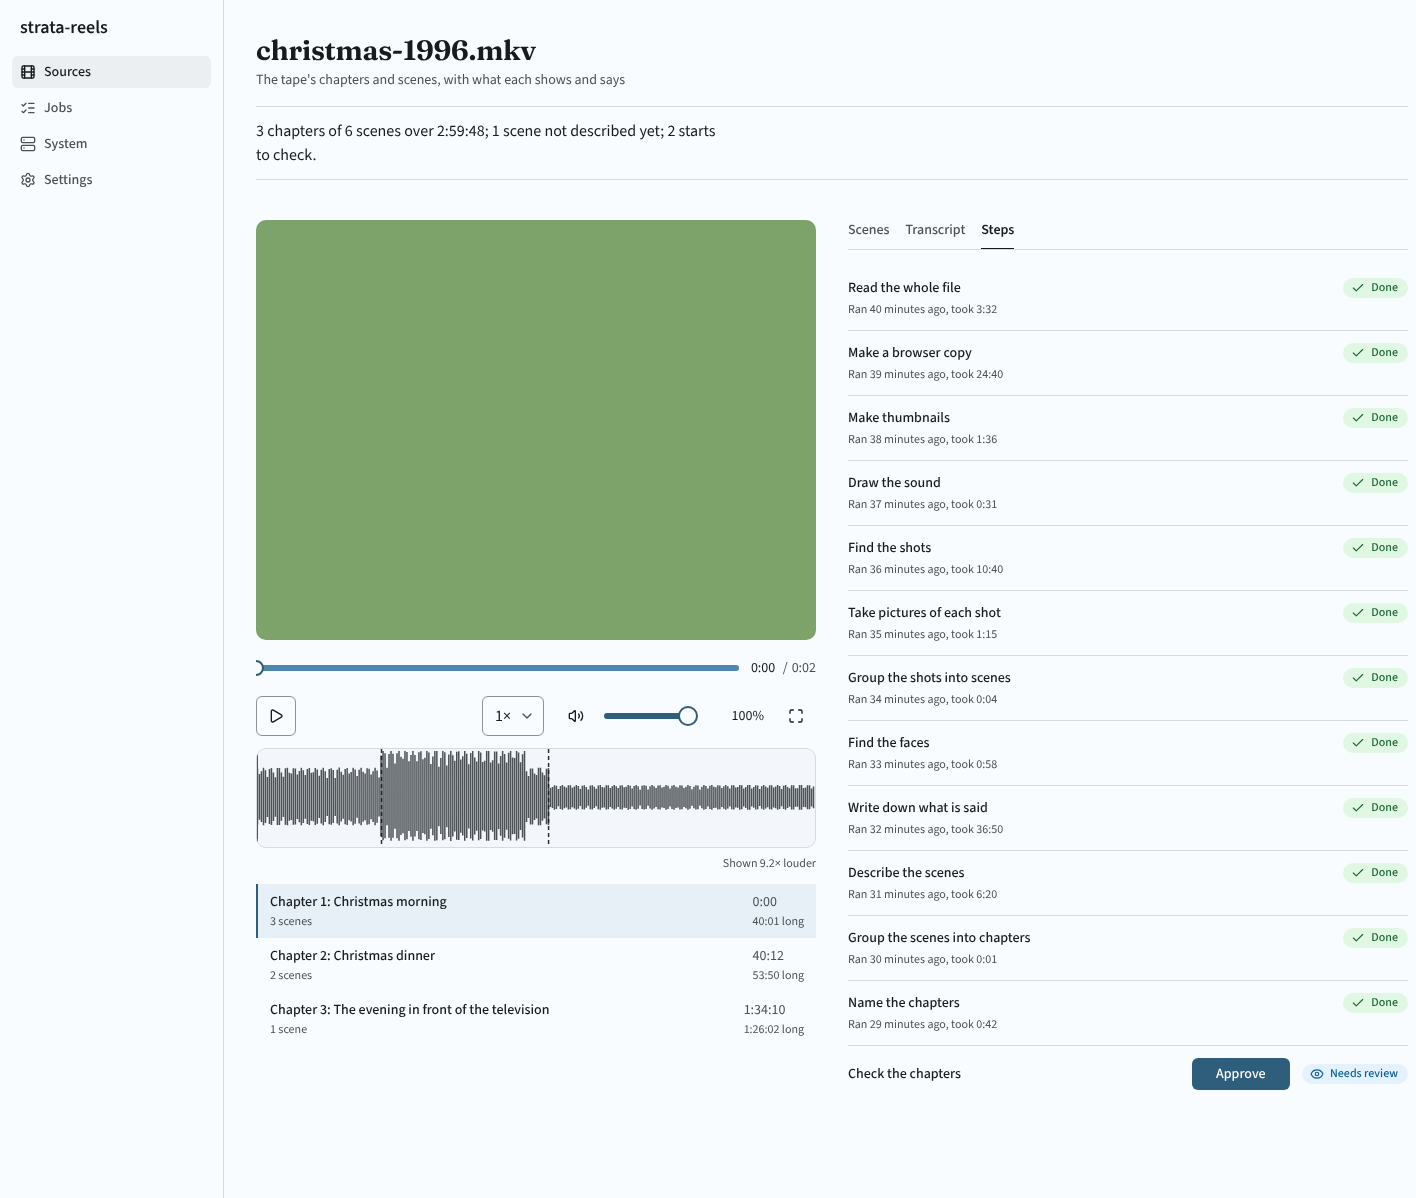 strata-reels
Sources
Jobs
System
Settings
christmas-1996.mkv
The tape's chapters and scenes, with what each shows and says
3 chapters of 6 scenes over 2:59:48; 1 scene not described yet; 2 starts
to check.
0:00 / 0:02
1×
100%
Shown 9.2× louder
Chapter 1: Christmas morning 0:00
3 scenes 40:01 long
Chapter 2: Christmas dinner 40:12
2 scenes 53:50 long
Chapter 3: The evening in front of the television 1:34:10
1 scene 1:26:02 long
Scenes Transcript Steps
Read the whole file Done
Ran 40 minutes ago, took 3:32
Make a browser copy Done
Ran 39 minutes ago, took 24:40
Make thumbnails Done
Ran 38 minutes ago, took 1:36
Draw the sound Done
Ran 37 minutes ago, took 0:31
Find the shots Done
Ran 36 minutes ago, took 10:40
Take pictures of each shot Done
Ran 35 minutes ago, took 1:15
Group the shots into scenes Done
Ran 34 minutes ago, took 0:04
Find the faces Done
Ran 33 minutes ago, took 0:58
Write down what is said Done
Ran 32 minutes ago, took 36:50
Describe the scenes Done
Ran 31 minutes ago, took 6:20
Group the scenes into chapters Done
Ran 30 minutes ago, took 0:01
Name the chapters Done
Ran 29 minutes ago, took 0:42
Check the chapters Approve Needs review